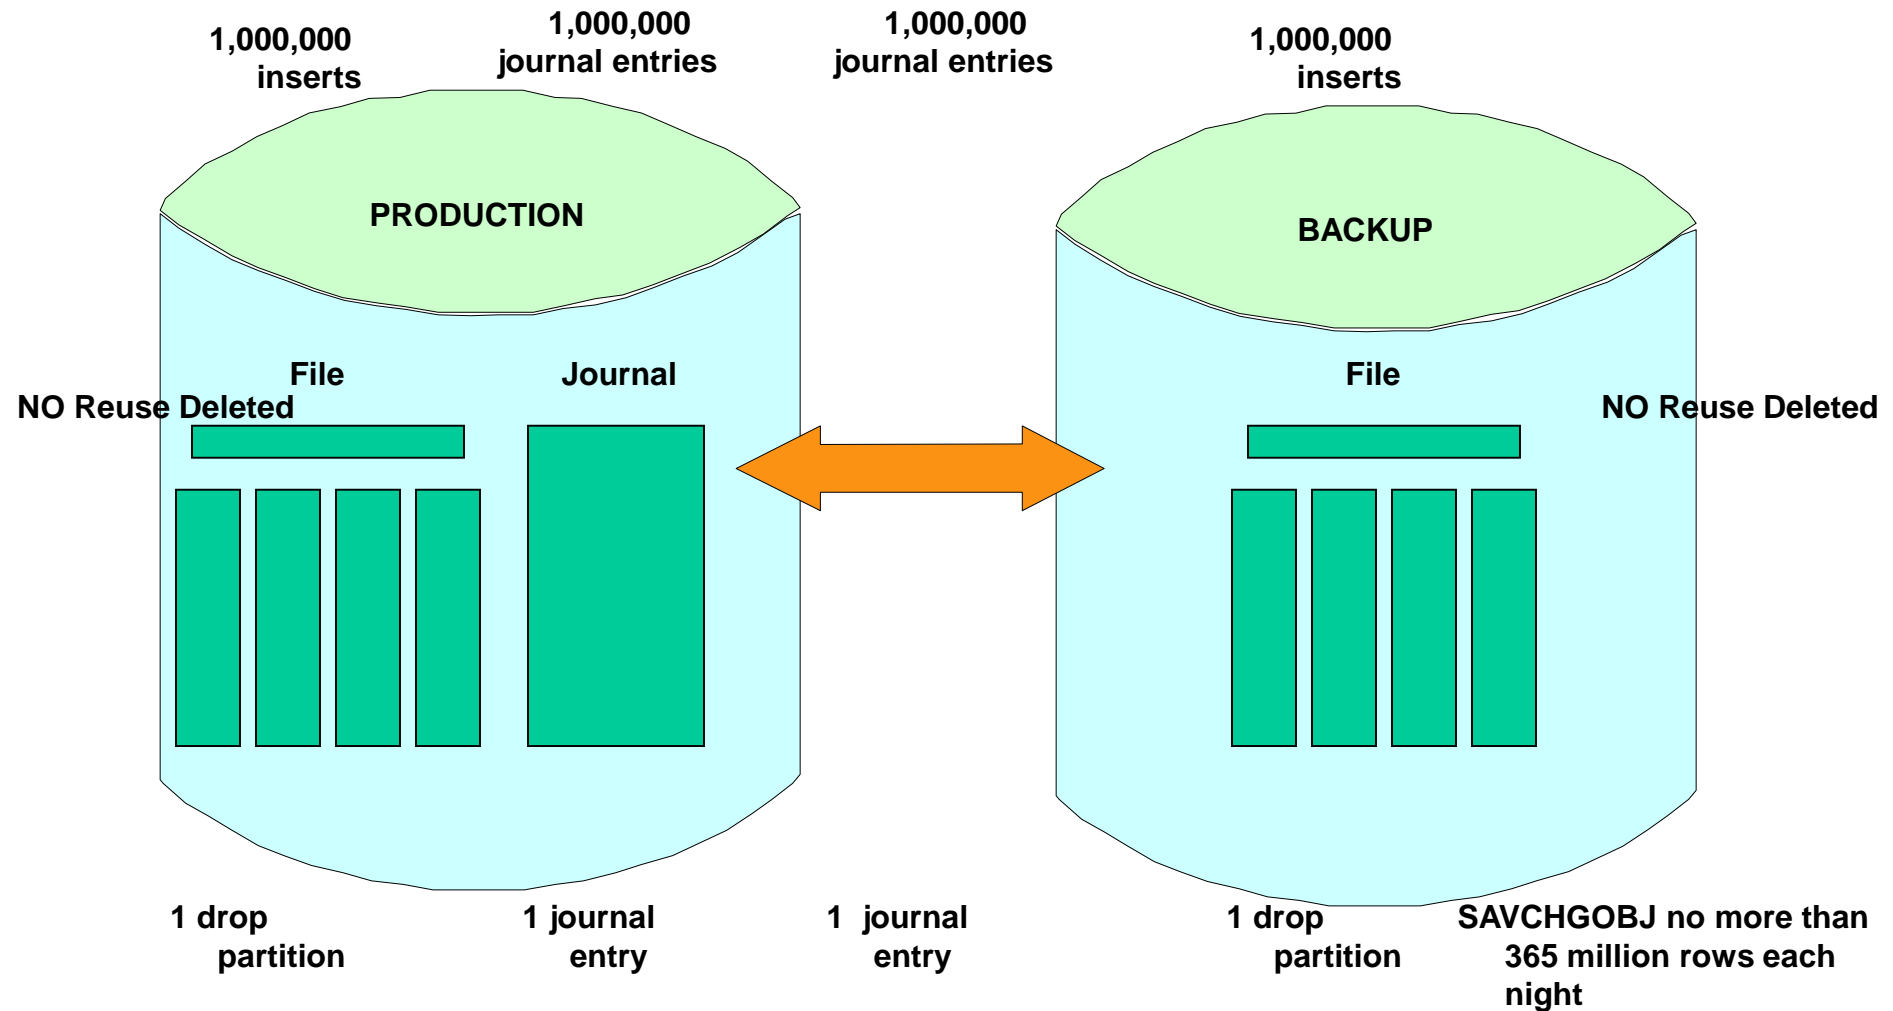 1,000,000
inserts
1,000,000
journal entries
1,000,000
journal entries
1,000,000
inserts
PRODUCTION
BACKUP
File
Journal
File
NO Reuse Deleted
NO Reuse Deleted
1 drop
partition
1 journal
entry
1 journal
entry
1 drop
partition
SAVCHGOBJ no more than
365 million rows each
night